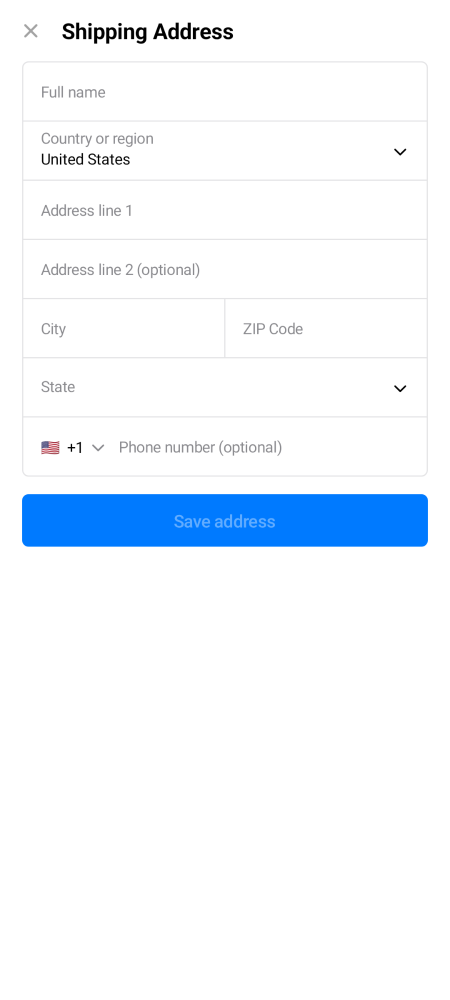 Shipping Address
Full name
Country or region
United States
Address line 1
Address line 2 (optional)
City
ZIP Code
State
+1
Phone number (optional)
Save address